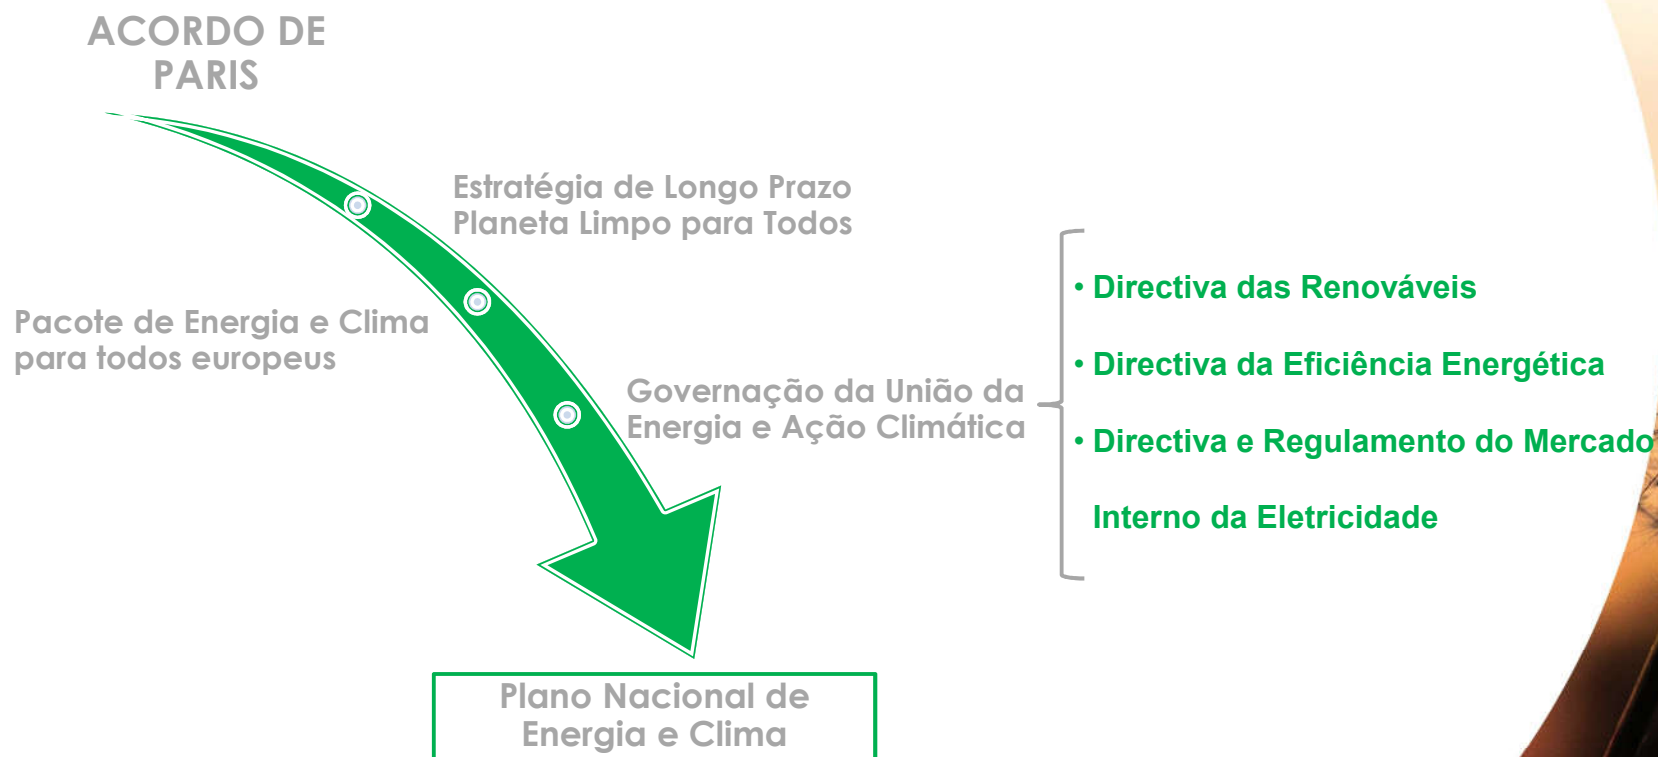 ACORDO DE
PARIS
Estratégia de Longo Prazo
Planeta Limpo para Todos
Pacote de Energia e Clima
para todos europeus
Governação da União da
Energia e Ação Climática
• Directiva das Renováveis
• Directiva da Eficiência Energética
• Directiva e Regulamento do Mercado
Interno da Eletricidade
Plano Nacional de
Energia e Clima